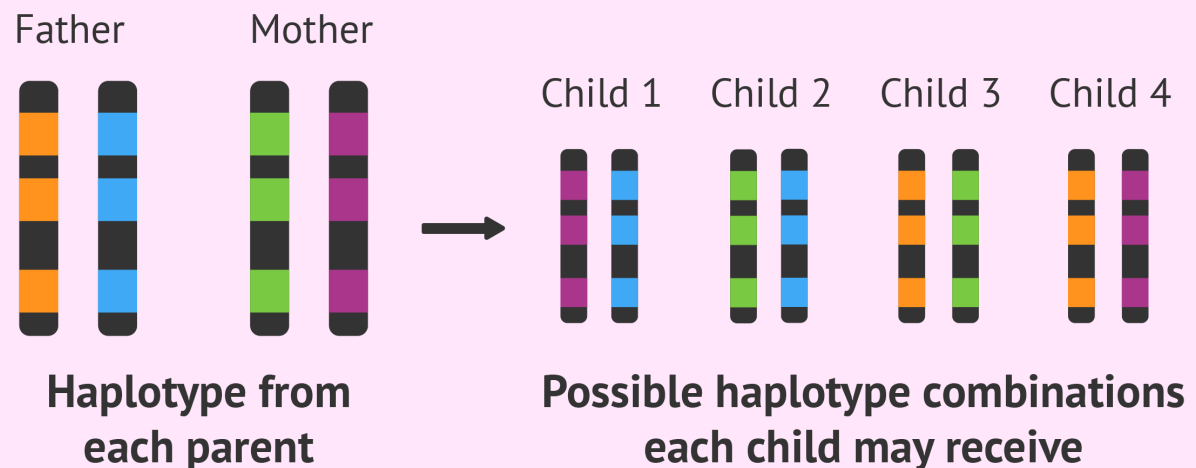 Father
Mother
Child 1
Child 2
Child 3
Child 4
Haplotype from
each parent
Possible haplotype combinations
each child may receive